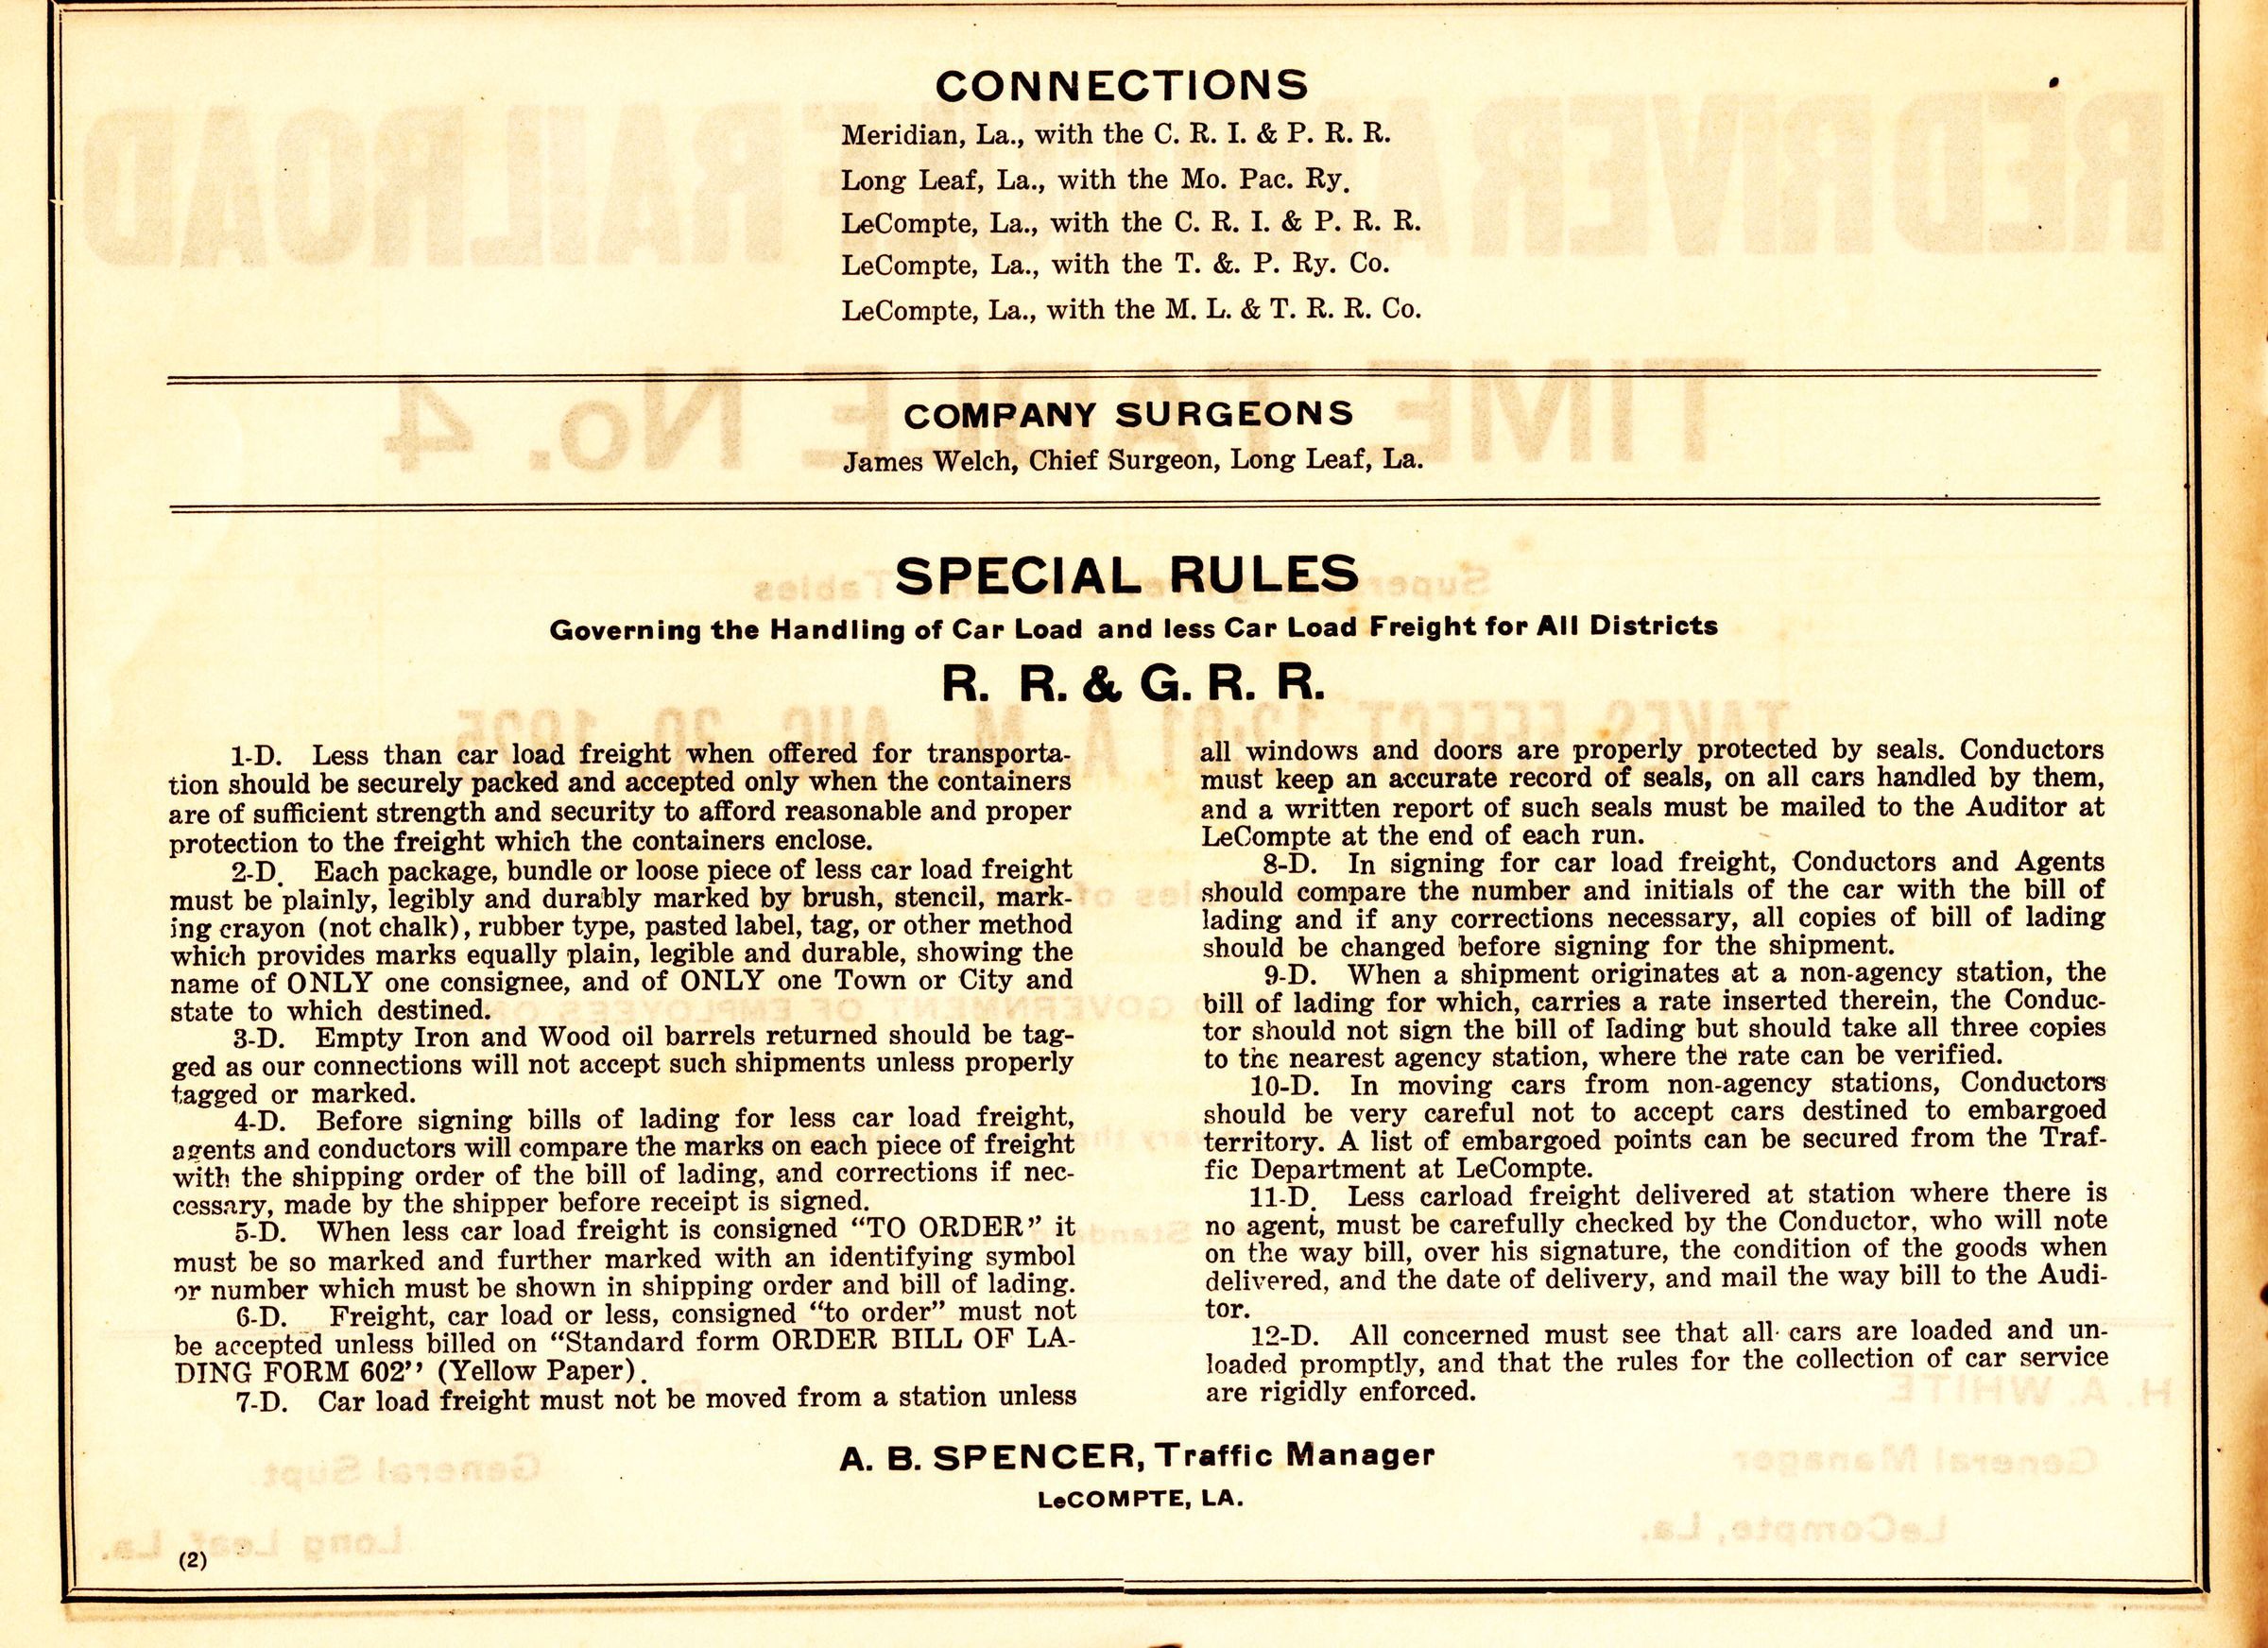 CONNECTIONS
Meridian, La., with the C. R. I. & P. R. R.
Long Leaf, La., with the Mo. Pac. Ry.
LeCompte, La., with the C. R. I. & P. R. R.
LeCompte, La., with the T. &. P. Ry. Co.
LeCompte, La., with the M. L. & T. R. R. Co.
COMPANY SURGEONS
James Welch, Chief Surgeon, Long Leaf, La.
SPECIAL RULES
Governing the Handling of Car Load and less Car Load Freight for All Districts
R. R. & G. R. R.
1-D. Less than car load freight when offered for transporta-
tion should be securely packed and accepted only when the containers
are of sufficient strength and security to afford reasonable and proper
protection to the freight which the containers enclose.
2-D. Each package, bundle or loose piece of less car load freight
must be plainly, legibly and durably marked by brush, stencil, mark-
ing crayon (not chalk), rubber type, pasted label, tag, or other method
which provides marks equally plain, legible and durable, showing the
name of ONLY one consignee, and of ONLY one Town or City and
state to which destined.
3-D. Empty Iron and Wood oil barrels returned should be tag-
ged as our connections will not accept such shipments unless properly
tagged or marked.
4-D. Before signing bills of lading for less car load freight,
agents and conductors will compare the marks on each piece of freight
with the shipping order of the bill of lading, and corrections if nec-
cessary, made by the shipper before receipt is signed.
5-D. When less car load freight is consigned “TO ORDER” it
must be so marked and further marked with an identifying symbol
or number which must be shown in shipping order and bill of lading.
6-D. Freight, car load or less, consigned “to order” must not
be accepted unless billed on “Standard form ORDER BILL OF LA-
DING FORM 602’’ (Yellow Paper).
7-D. Car load freight must not be moved from a station unless
all windows and doors are properly protected by seals. Conductors
must keep an accurate record of seals, on all cars handled by them,
and a written report of such seals must be mailed to the Auditor at
LeCompte at the end of each run.
8-D. In signing for car load freight, Conductors and Agents
should compare the number and initials of the car with the bill of
lading and if any corrections necessary, all copies of bill of lading
should be changed before signing for the shipment.
9-D. When a shipment originates at a non-agency station, the
bill of lading for which, carries a rate inserted therein, the Conduc-
tor should not sign the bill of lading but should take all three copies
to the nearest agency station, where the rate can be verified.
10-D. In moving cars from non-agency stations, Conductors
should be very careful not to accept cars destined to embargoed
territory. A list of embargoed points can be secured from the Traf-
fic Department at LeCompte.
11-D. Less carload freight delivered at station where there is
no agent, must be carefully checked by the Conductor, who will note
on the way bill, over his signature, the condition of the goods when
delivered, and the date of delivery, and mail the way bill to the Audi-
tor.
12-D. All concerned must see that all cars are loaded and un-
loaded promptly, and that the rules for the collection of car service
are rigidly enforced.
A. B. SPENCER, Traffic Manager
LeCOMPTE, LA.
(2)